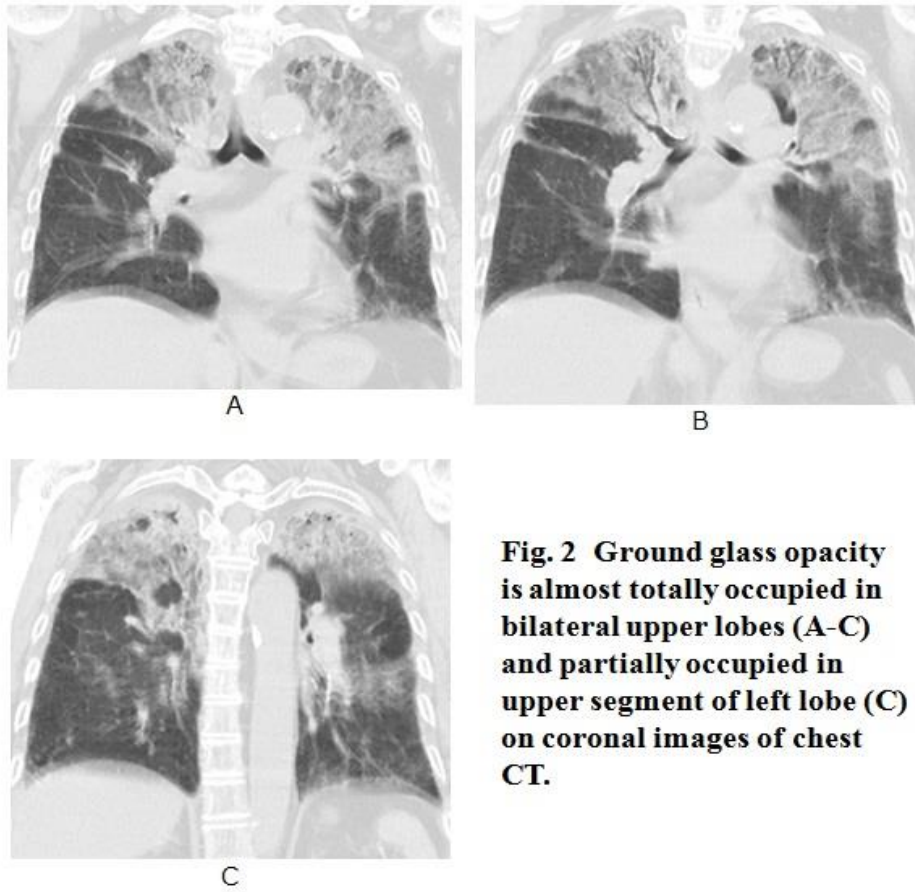 A
B
C
Fig. 2 Ground glass opacity
is almost totally occupied in
bilateral upper lobes (A-C)
and partially occupied in
upper segment of left lobe (C)
on coronal images of chest
CT.